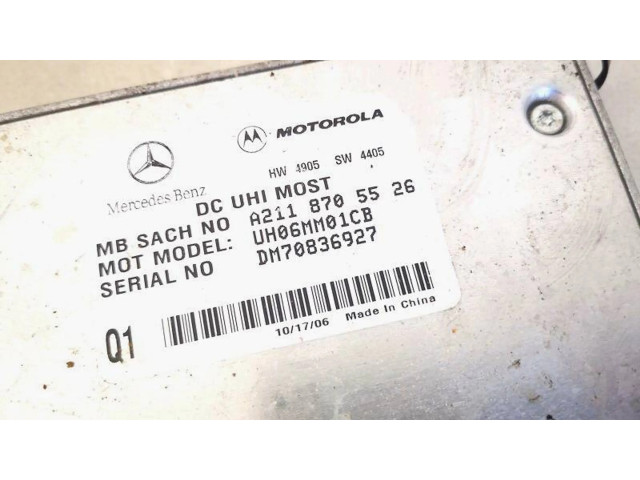 Mercedes Benz
MOTOROLA
HW 4905 SW 4405
DC UHI MOST
MB SACH NO A211 870 55 26
MOT MODEL: UH06MM01CB
SERIAL NO DM70836927
Q1
10/17/06 Made In China